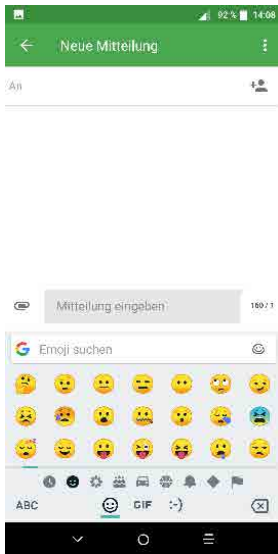 92 % 14:08
Neue Mitteilung
An
Mitteilung eingeben
160 / 1
G Emoji suchen
ABC GIF :-)